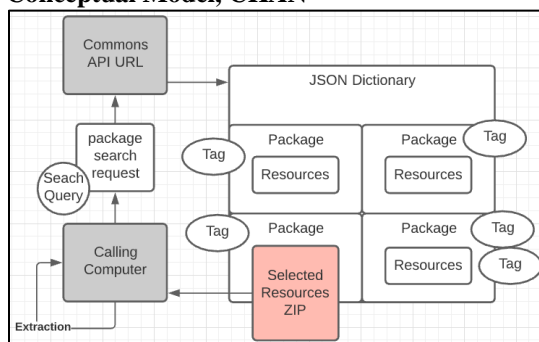 Conceptual Model, CHAN
Commons
API URL
JSON Dictionary
package
search
request
Seach
Query
Package
Tag
Resources
Package
Tag
Resources
Calling
Computer
Tag
Package
Selected
Resources
ZIP
Package
Tag
Resources
Tag
Extraction